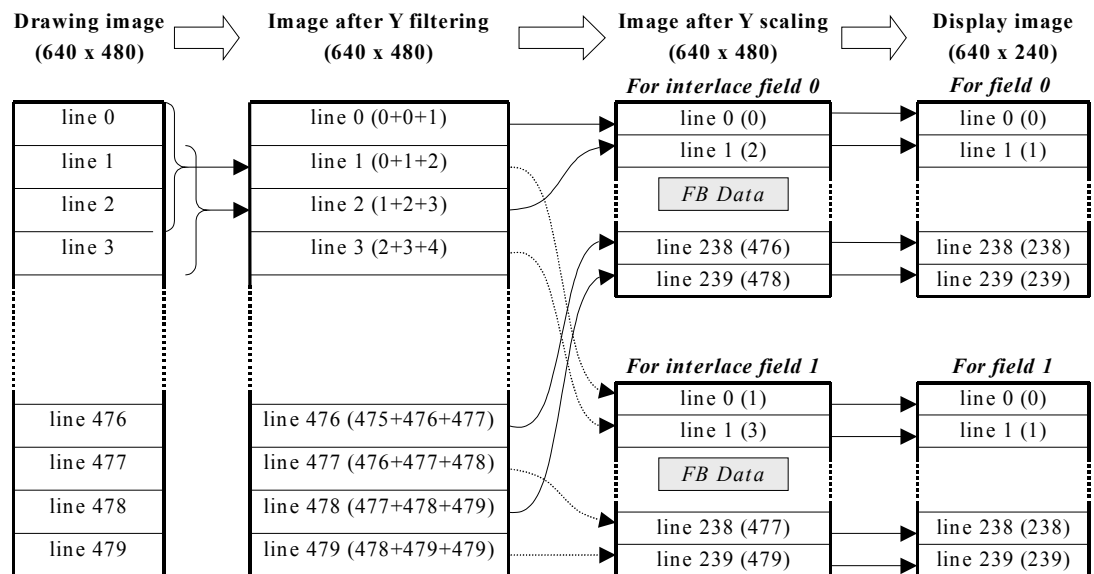 Drawing image
(640 x 480)
Image after Y filtering
(640 x 480)
Image after Y scaling
(640 x 480)
Display image
(640 x 240)
line 0
line 1
line 2
line 3
line 476
line 477
line 478
line 479
line 0 (0+0+1)
line 1 (0+1+2)
line 2 (1+2+3)
line 3 (2+3+4)
line 476 (475+476+477)
line 477 (476+477+478)
line 478 (477+478+479)
line 479 (478+479+479)
For interlace field 0
line 0 (0)
line 1 (2)
FB Data
line 238 (476)
line 239 (478)
For field 0
line 0 (0)
line 1 (1)
line 238 (238)
line 239 (239)
For interlace field 1
line 0 (1)
line 1 (3)
FB Data
line 238 (477)
line 239 (479)
For field 1
line 0 (0)
line 1 (1)
line 238 (238)
line 239 (239)